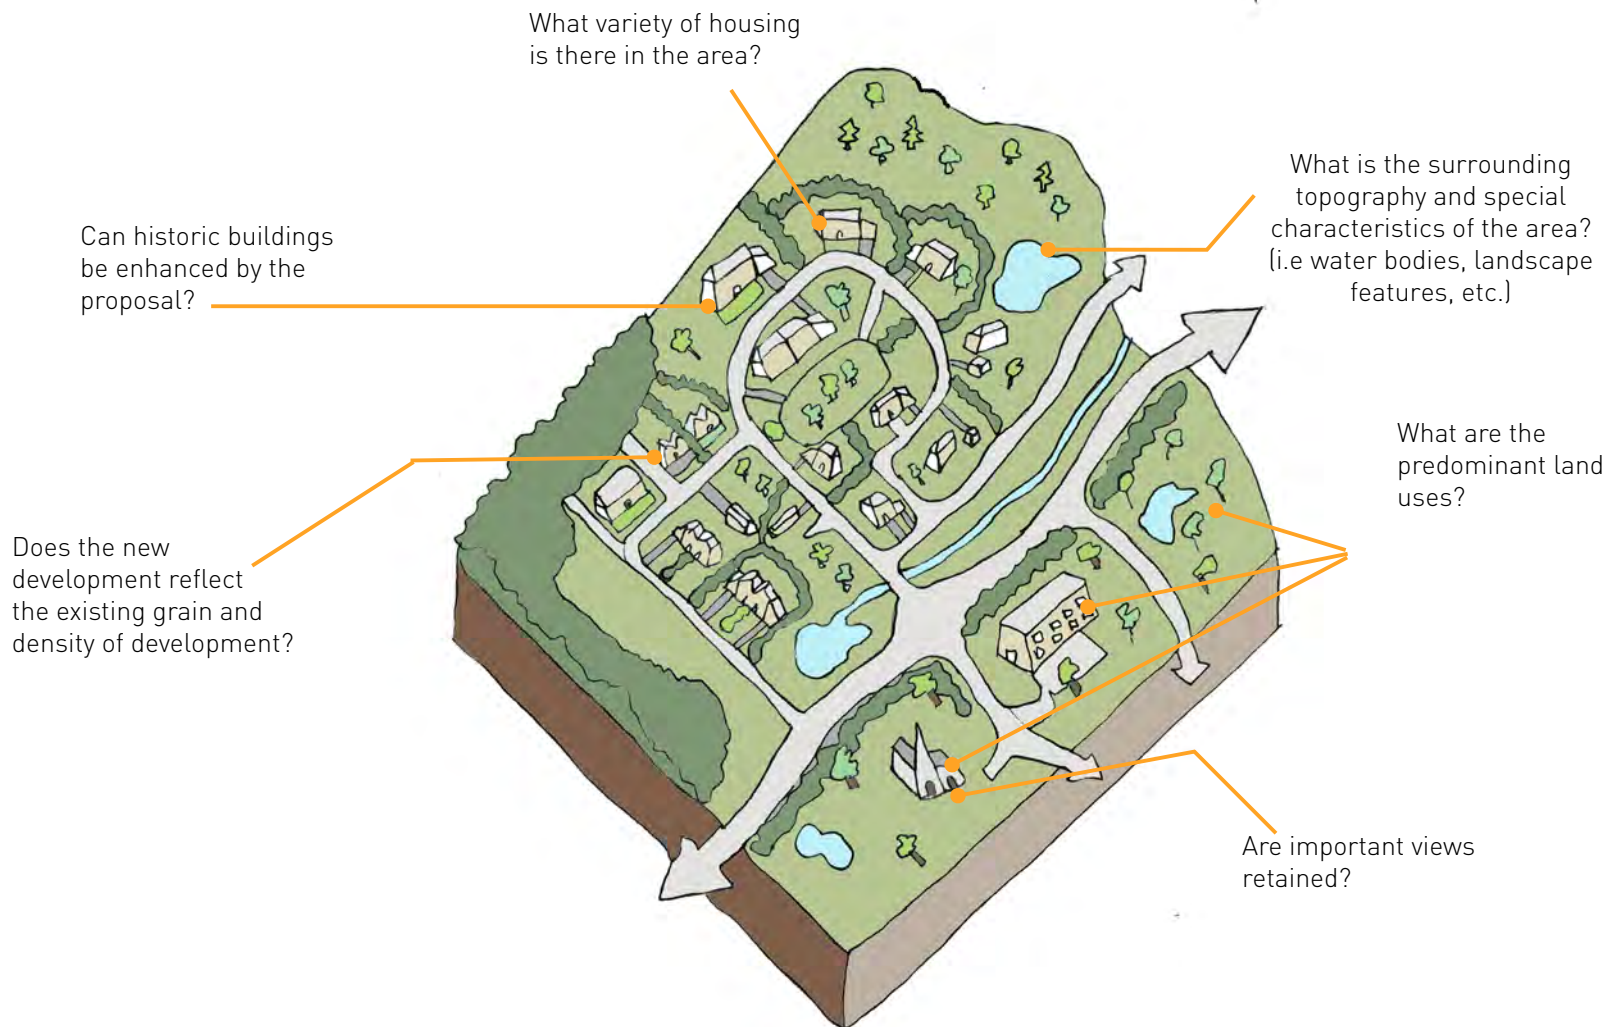 What variety of housing
is there in the area?
What is the surrounding
topography and special
characteristics of the area?
(i.e water bodies, landscape
features, etc.)
Can historic buildings
be enhanced by the
proposal?
What are the
predominant land
uses?
Does the new
development reflect
the existing grain and
density of development?
Are important views
retained?